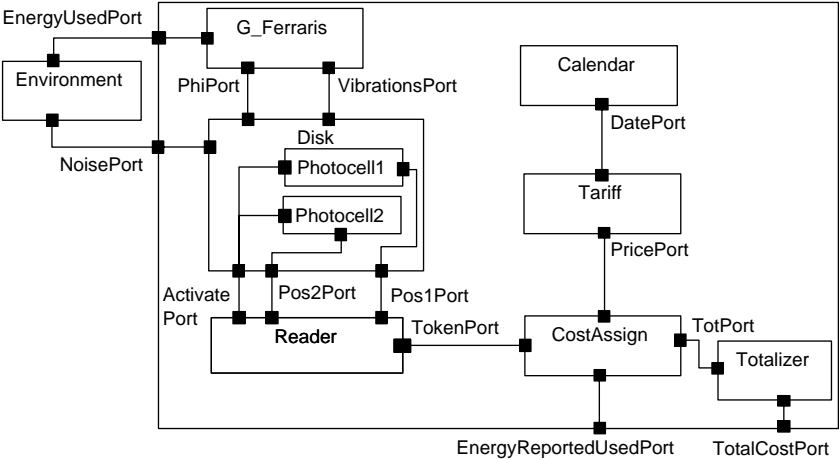 EnergyUsedPort
G_Ferraris
Environment
Calendar
PhiPort
VibrationsPort
DatePort
Disk
NoisePort
Photocell1
Tariff
Photocell2
PricePort
Activate
Port
Pos2Port
Pos1Port
Reader
TokenPort
CostAssign
TotPort
Totalizer
EnergyReportedUsedPort
TotalCostPort